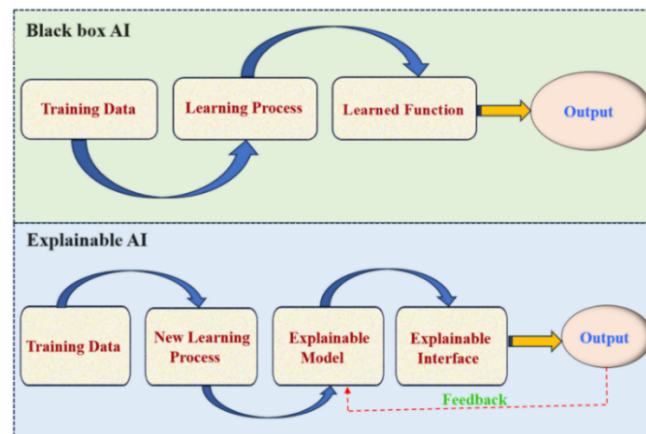 Black box AI
Training Data
Learning Process
Learned Function
Output
Explainable AI
Training Data
New Learning
Process
Explainable
Model
Explainable
Interface
Output
Feedback